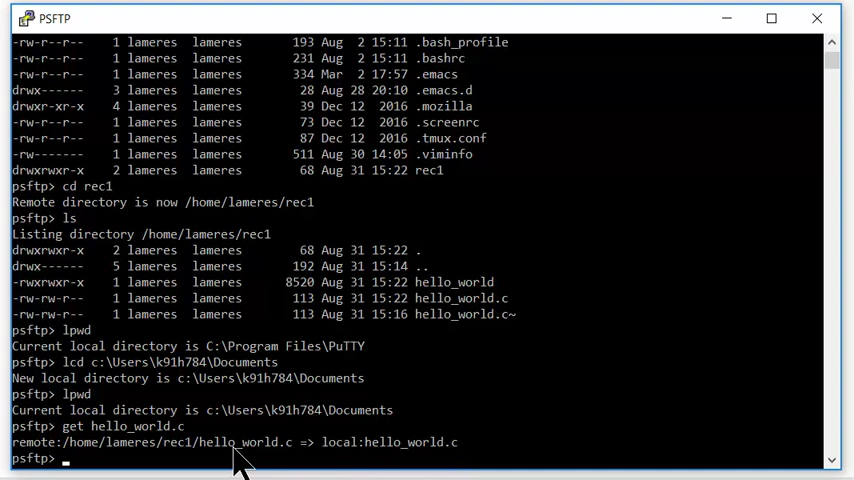 PSFTP
-rw-r--r-- 1 lameres lameres 193 Aug 2 15:11 .bash_profile
-rw-r--r-- 1 lameres lameres 231 Aug 2 15:11 .bashrc
-rw-r--r-- 1 lameres lameres 334 Mar 2 17:57 .emacs
drwx------ 3 lameres lameres 28 Aug 28 20:10 .emacs.d
drwxr-xr-x 4 lameres lameres 39 Dec 12 2016 .mozilla
-rw-r--r-- 1 lameres lameres 73 Dec 12 2016 .screenrc
-rw-r--r-- 1 lameres lameres 87 Dec 12 2016 .tmux.conf
-rw------- 1 lameres lameres 511 Aug 30 14:05 .viminfo
drwxrwxr-x 2 lameres lameres 68 Aug 31 15:22 rec1
psftp> cd rec1
Remote directory is now /home/lameres/rec1
psftp> ls
Listing directory /home/lameres/rec1
drwxrwxr-x 2 lameres lameres 68 Aug 31 15:22 .
drwx------ 5 lameres lameres 192 Aug 31 15:14 ..
-rwxrwxr-x 1 lameres lameres 8520 Aug 31 15:22 hello_world
-rw-rw-r-- 1 lameres lameres 113 Aug 31 15:22 hello_world.c
-rw-rw-r-- 1 lameres lameres 113 Aug 31 15:16 hello_world.c~
psftp> lpwd
Current local directory is C:\Program Files\PuTTY
psftp> lcd c:\Users\k91h784\Documents
New local directory is c:\Users\k91h784\Documents
psftp> lpwd
Current local directory is c:\Users\k91h784\Documents
psftp> get hello_world.c
remote:/home/lameres/rec1/hello_world.c => local:hello_world.c
psftp>